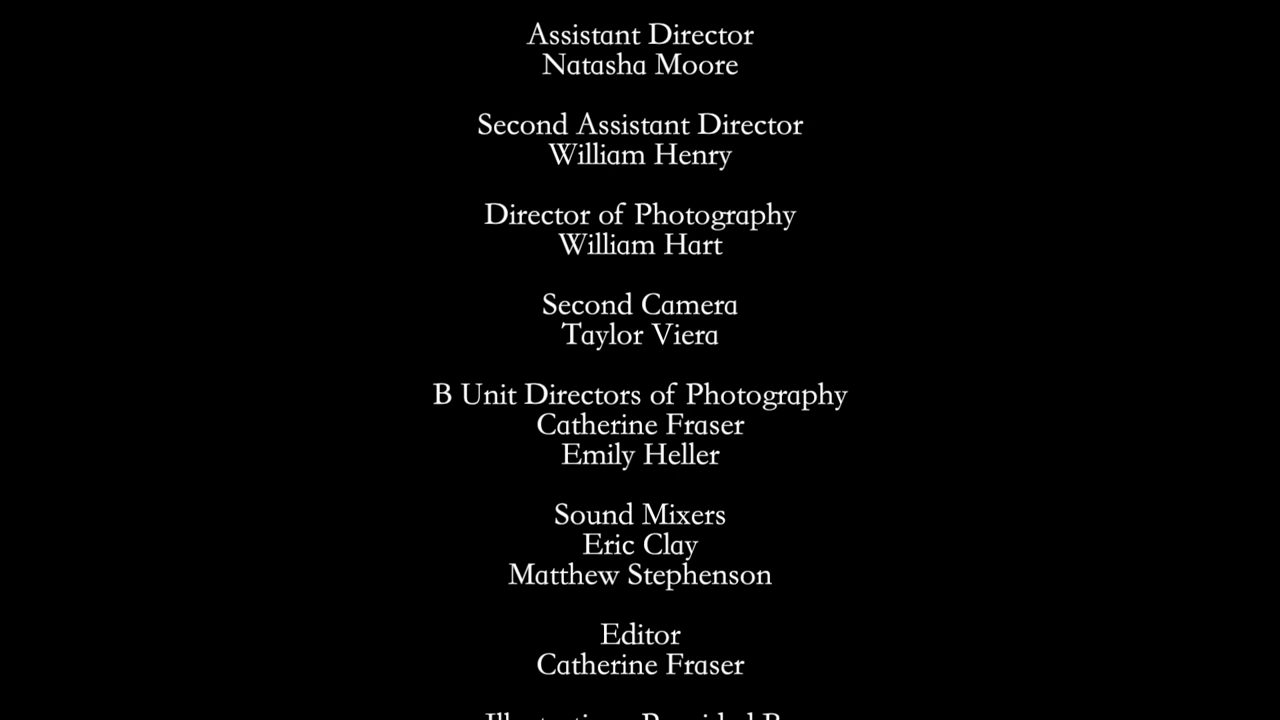 Assistant Director
Natasha Moore
Second Assistant Director
William Henry
Director of Photography
William Hart
Second Camera
Taylor Viera
B Unit Directors of Photography
Catherine Fraser
Emily Heller
Sound Mixers
Eric Clay
Matthew Stephenson
Editor
Catherine Fraser